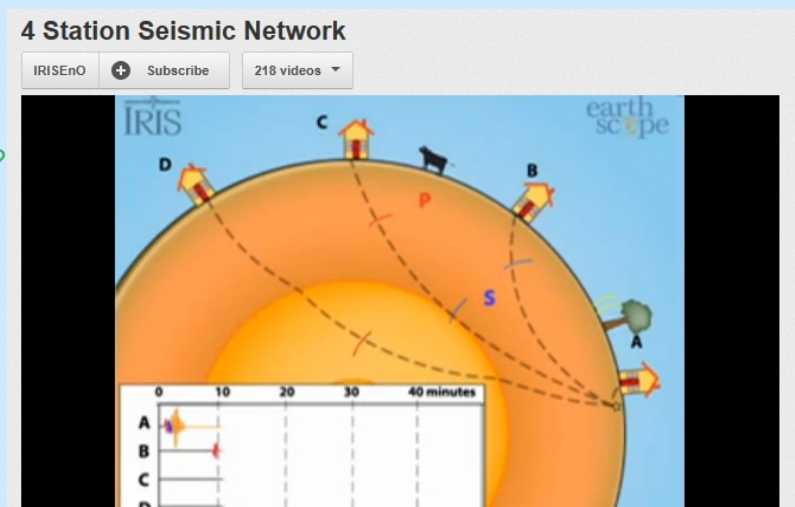 4 Station Seismic Network
IRISEnO
Subscribe
218 videos
IRIS
earth
scope
C
D
B
P
S
A
0 10 20 30 40 minutes
A
B
C
D